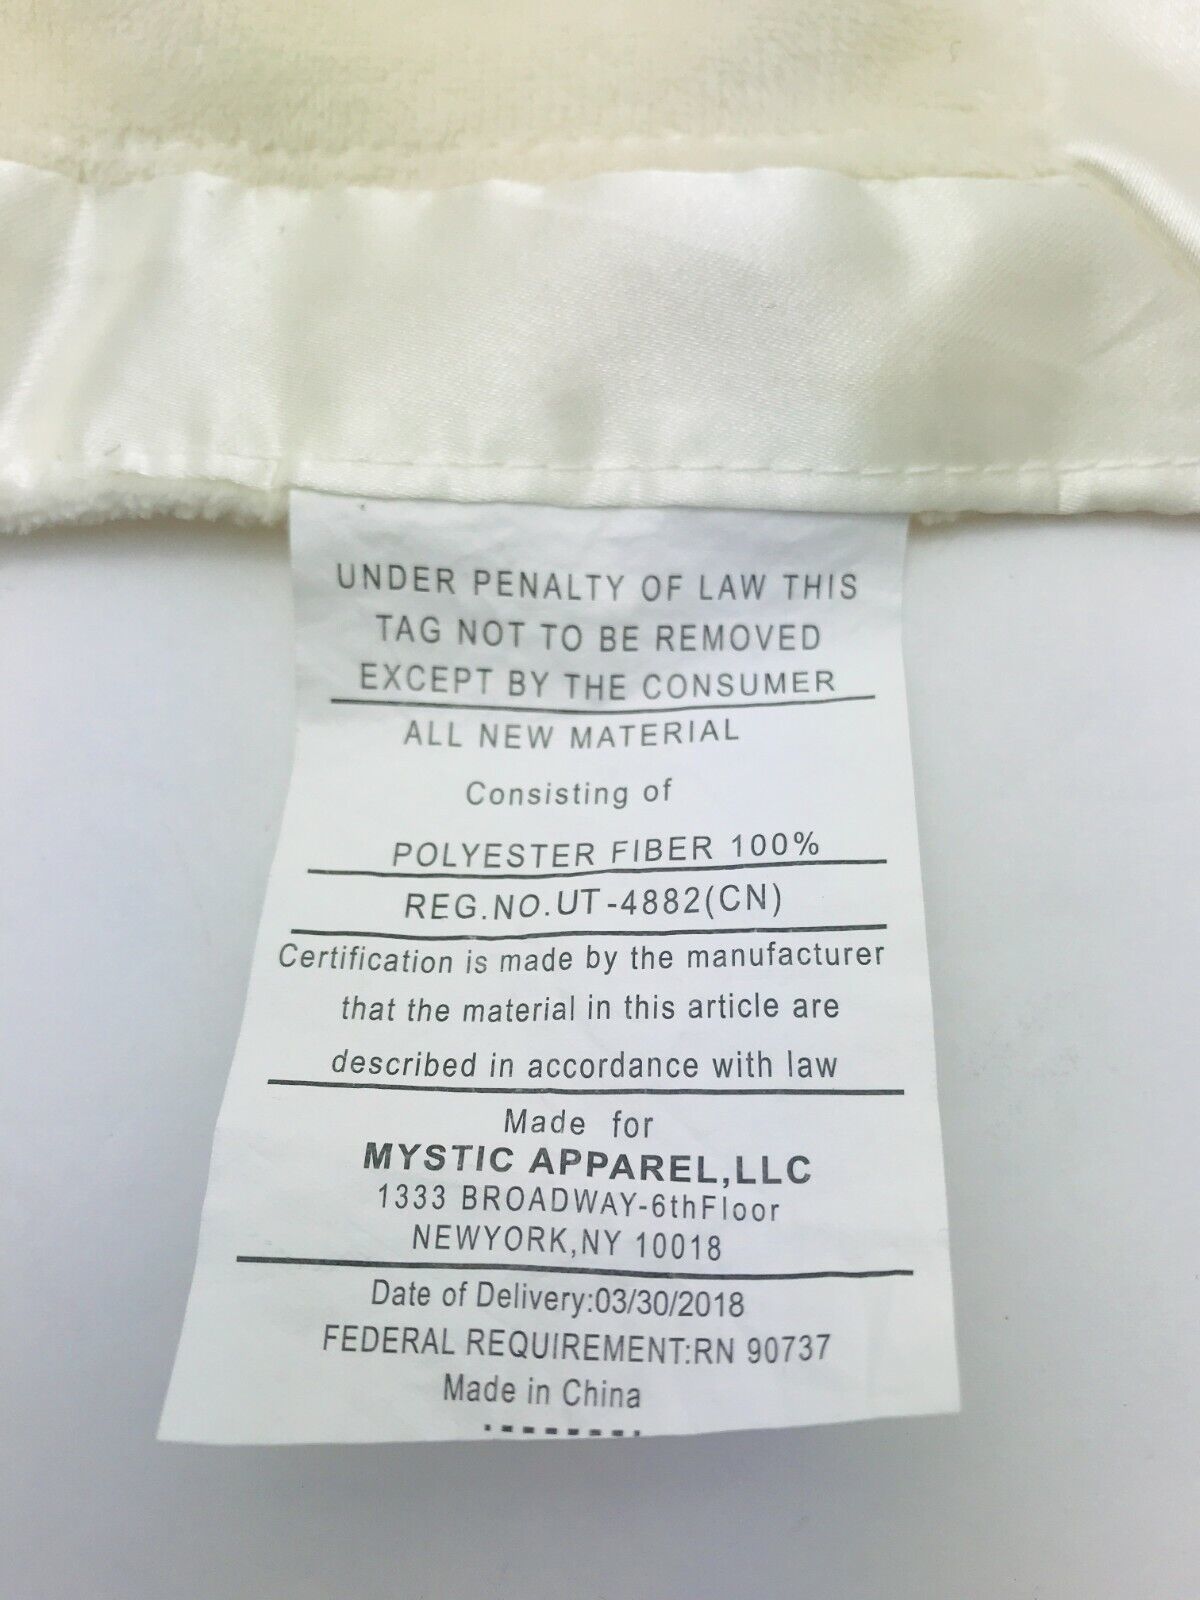 UNDER PENALTY OF LAW THIS
TAG NOT TO BE REMOVED
EXCEPT BY THE CONSUMER
ALL NEW MATERIAL
Consisting of
POLYESTER FIBER 100%
REG.NO.UT-4882(CN)
Certification is made by the manufacturer
that the material in this article are
described in accordance with law
Made for
MYSTIC APPAREL,LLC
1333 BROADWAY-6thFloor
NEWYORK,NY 10018
Date of Delivery:03/30/2018
FEDERAL REQUIREMENT:RN 90737
Made in China